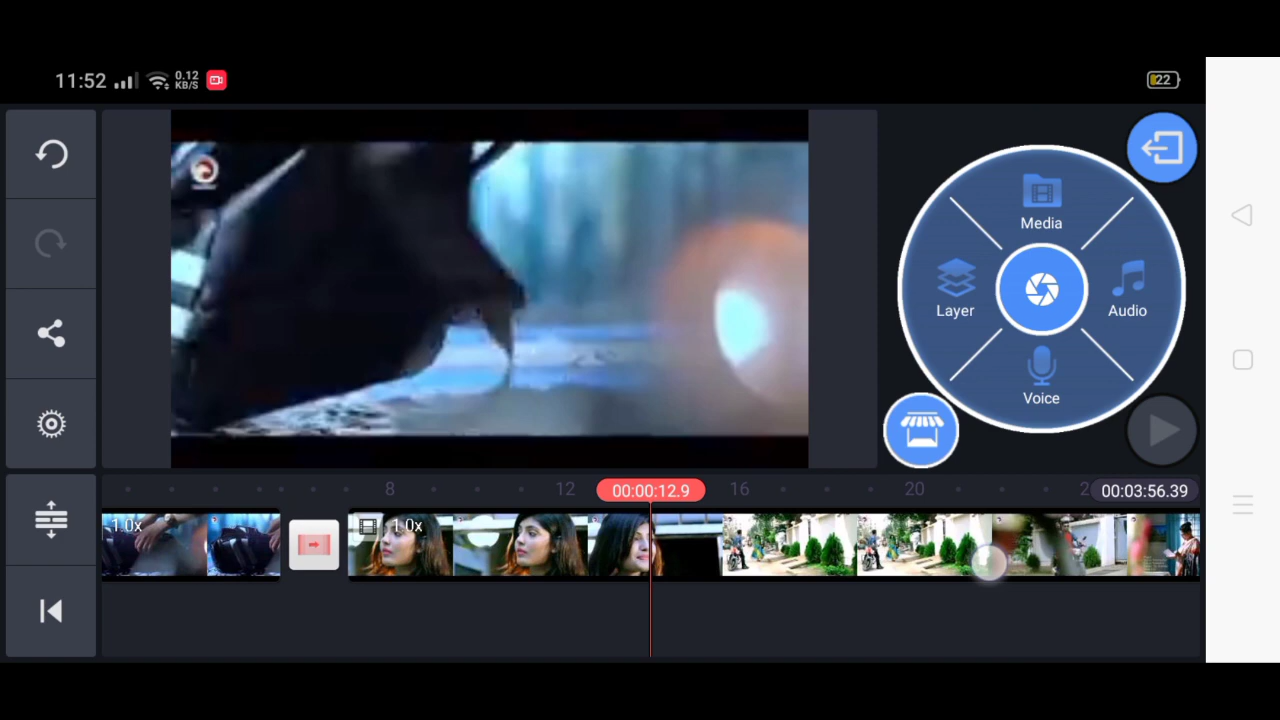 11:52
0.12
KB/S
22
Media
Layer
Audio
Voice
8
12
00:00:12.9
16
20
2
00:03:56.39
1.0x
1.0x